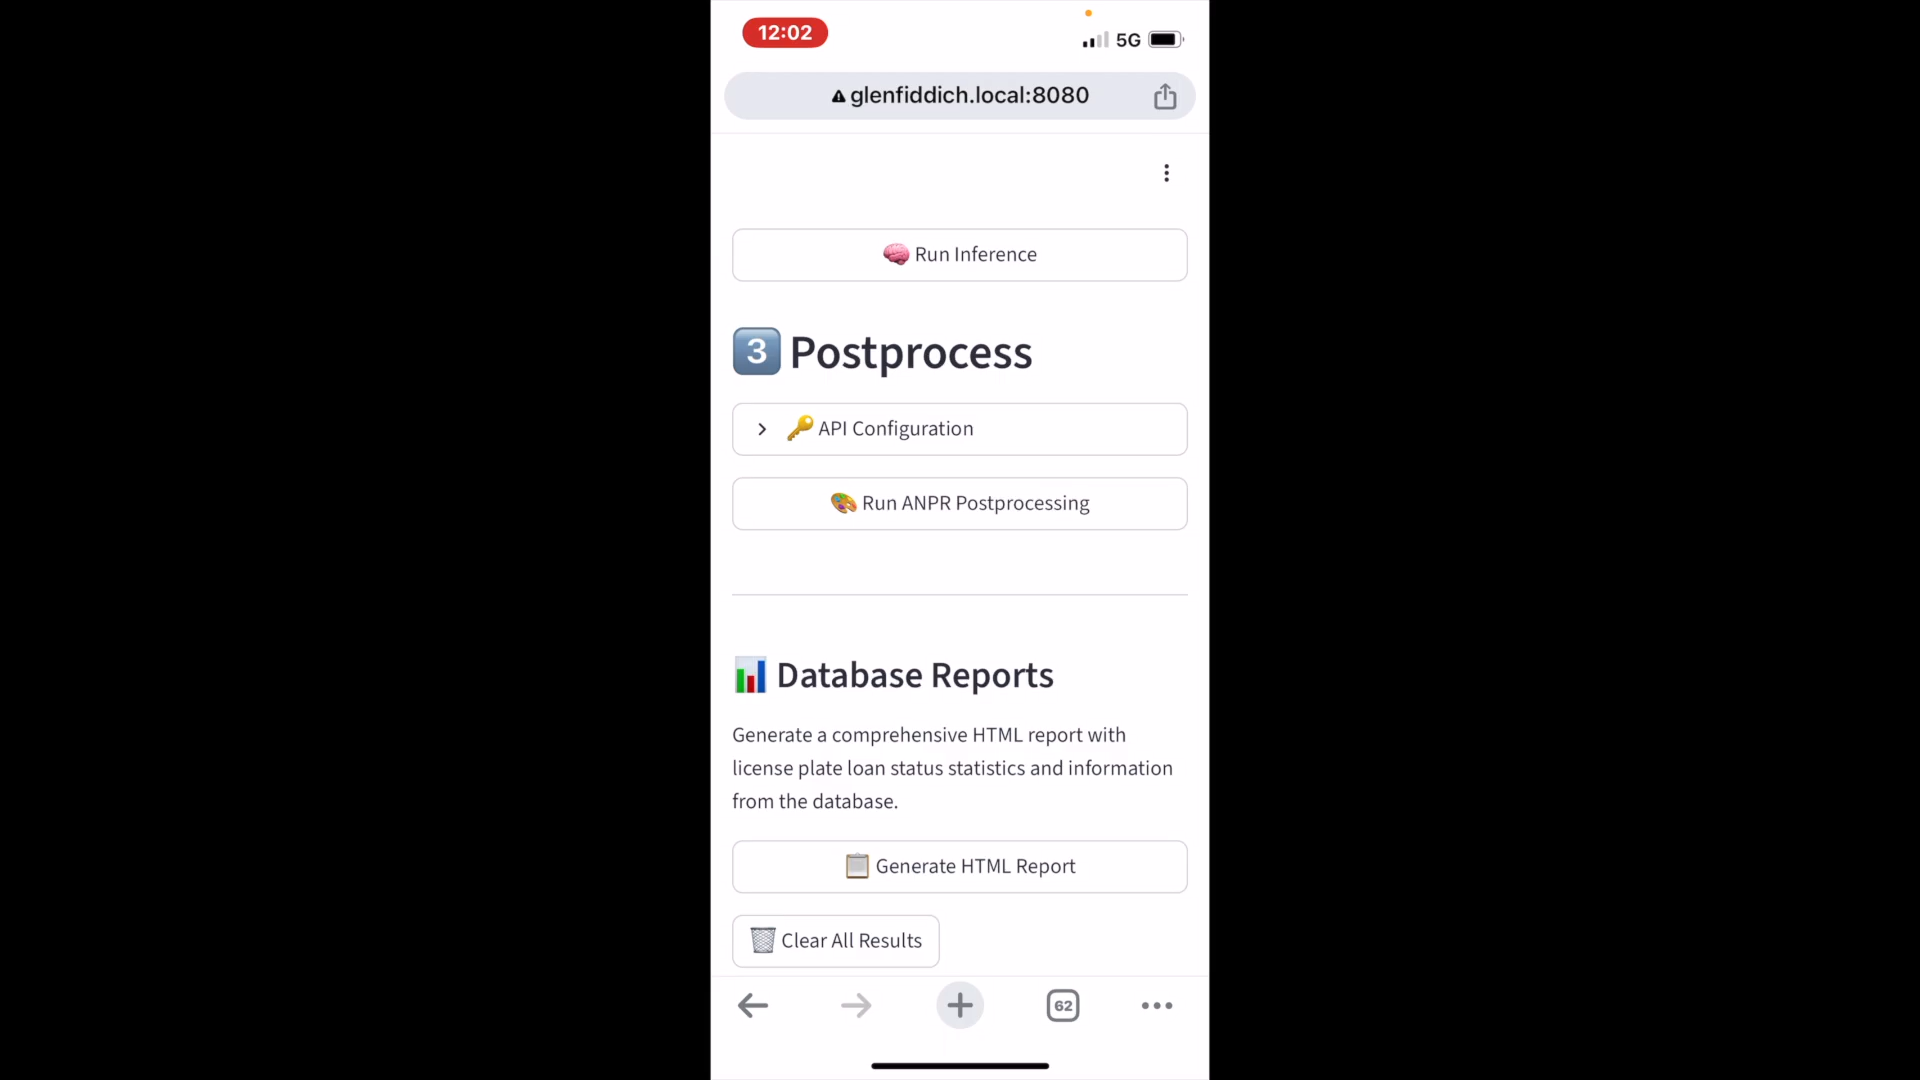 12:02
5G
glenfiddich.local:8080
🧠 Run Inference
3️⃣ Postprocess
🔑 API Configuration
🎨 Run ANPR Postprocessing
📊 Database Reports
Generate a comprehensive HTML report with
license plate loan status statistics and information
from the database.
📋 Generate HTML Report
🗑️ Clear All Results
62